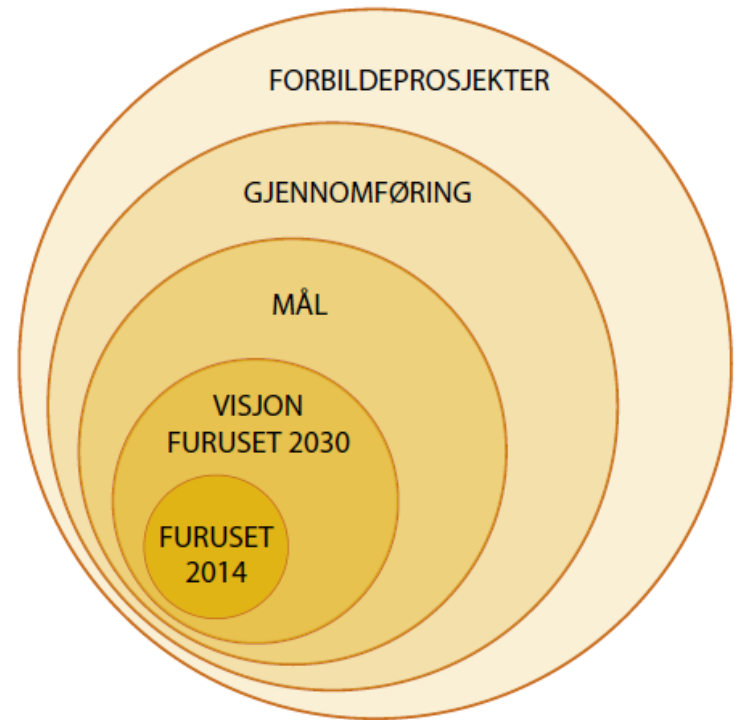 FORBILDEPROSJEKTER
GJENNOMFØRING
MÅL
VISJON
FURUSET 2030
FURUSET
2014